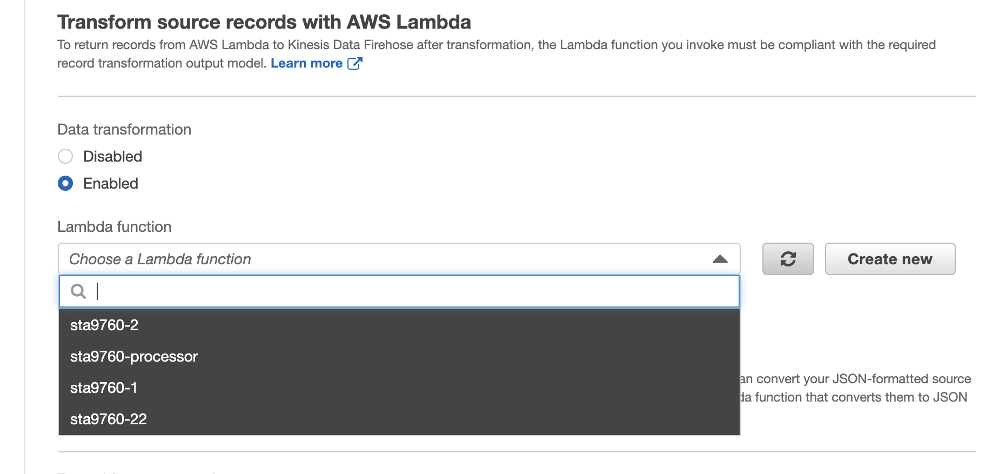 Transform source records with AWS Lambda
To return records from AWS Lambda to Kinesis Data Firehose after transformation, the Lambda function you invoke must be compliant with the required
record transformation output model. Learn more
Data transformation
Disabled
Enabled
Lambda function
Choose a Lambda function
Create new
sta9760-2
sta9760-processor
an convert your JSON-formatted source
sta9760-1
da function that converts them to JSON
sta9760-22